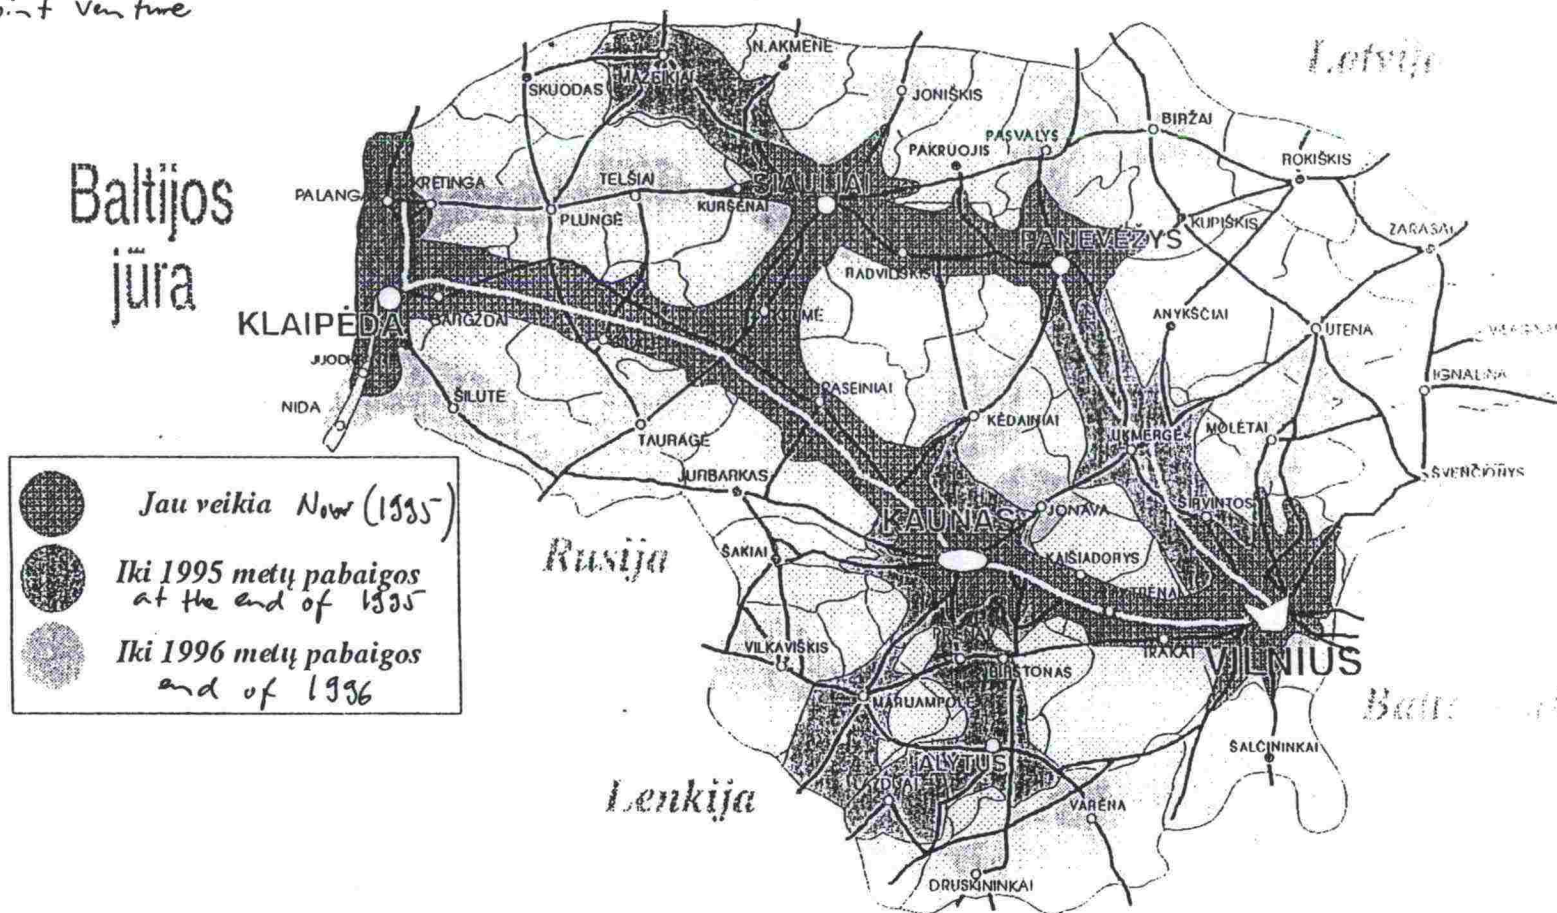 Venture
Latvija
N.AKMENĖ
MAŽEIKIAI
SKUODAS
JONIŠKIS
BIRŽAI
PASVALYS
PAKRUOJIS
ROKIŠKIS
Baltijos
jūra
PALANGA
KRETINGA
TELŠIAI
ŠIAULIAI
KURŠĖNAI
PLUNGĖ
KUPIŠKIS
ZARASAI
PANEVĖŽYS
RADVILIŠKIS
KLAIPĖDA
GARGŽDAI
ANYKŠČIAI
UTENA
NIDA
ŠILUTĖ
RASEINIAI
IGNALINA
TAURAGĖ
KĖDAINIAI
UKMERGĖ
MOLĖTAI
JURBARKAS
ŠVENČIONYS
Jau veikia Now (1995)
ŠIRVINTOS
KAUNAS
JONAVA
Rusija
ŠAKIAI
KAIŠIADORYS
Iki 1995 metų pabaigos
at the end of 1995
Iki 1996 metų pabaigos
end of 1996
VILKAVIŠKIS
BIRŠTONAS
TRAKAI
VILNIUS
MARIJAMPOLĖ
ŠALČININKAI
ALYTUS
Lenkija
VARĖNA
DRUSKININKAI